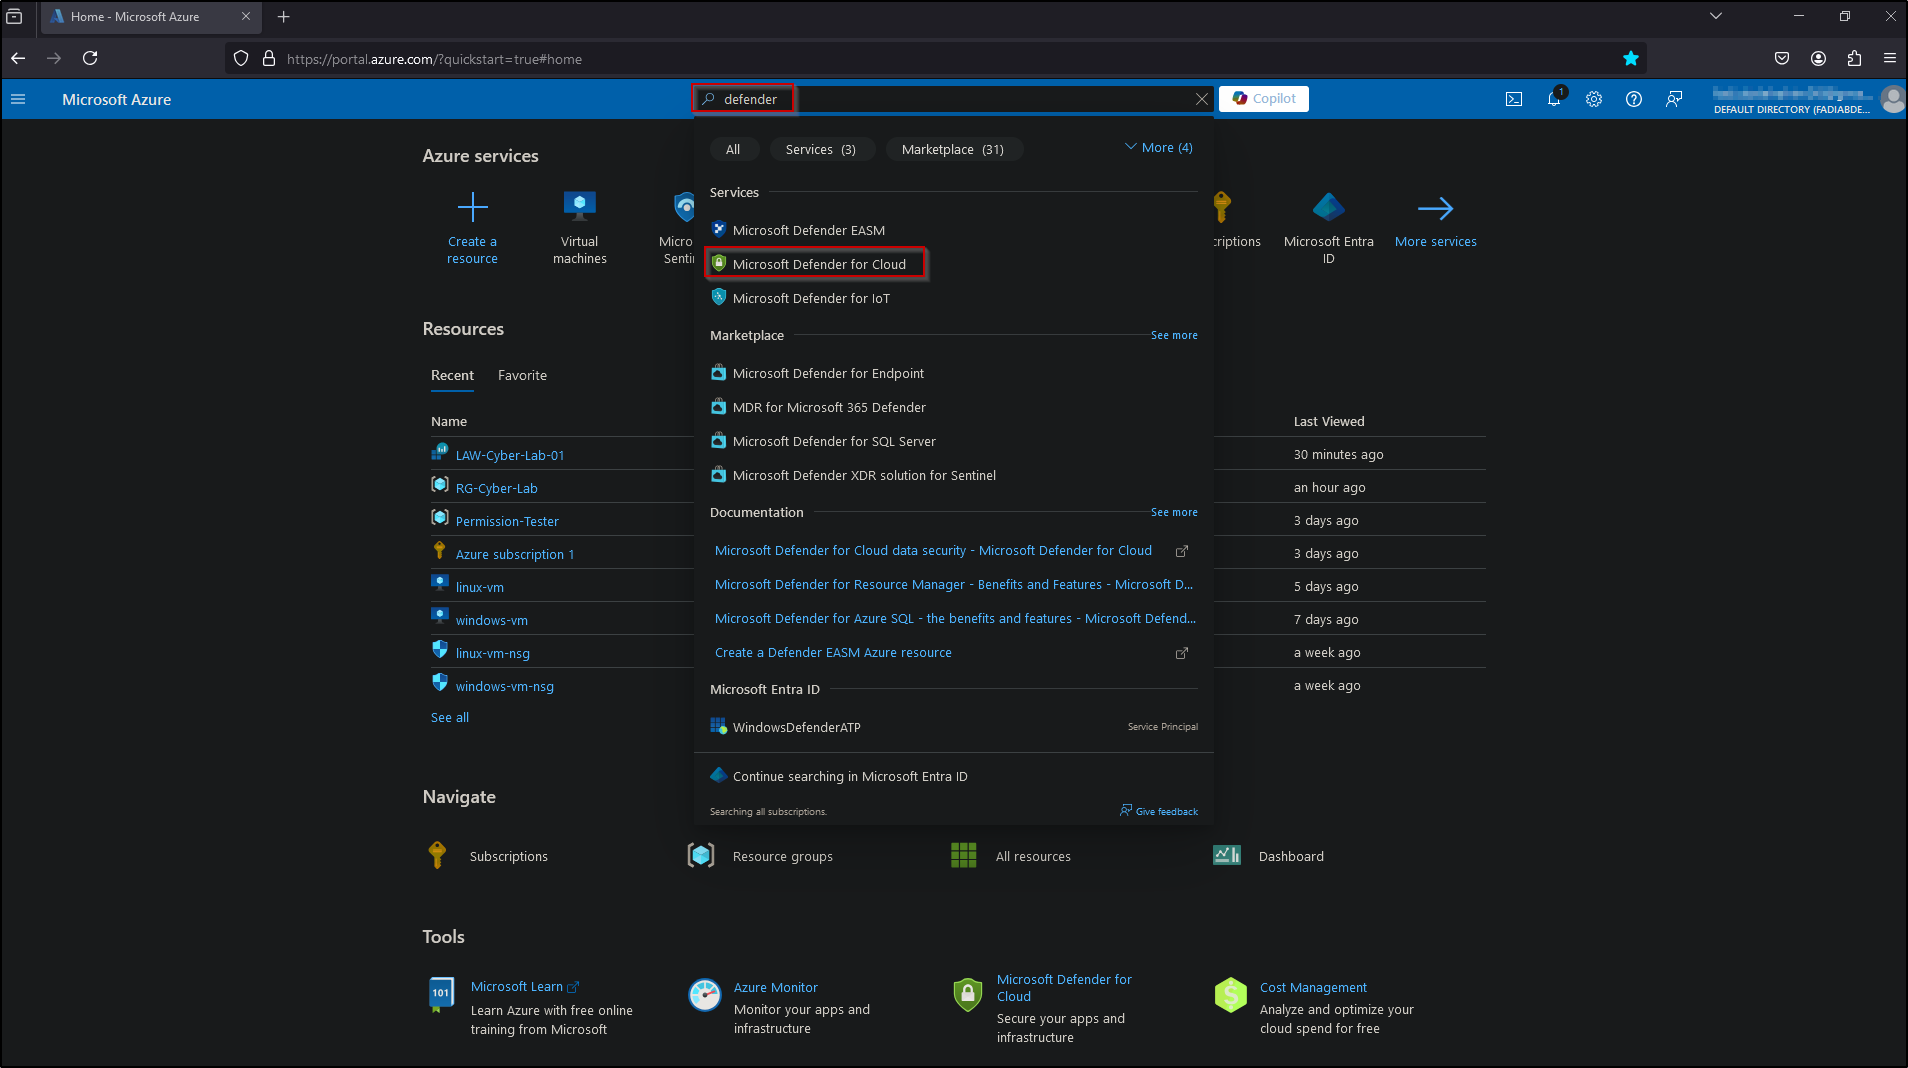 Home - Microsoft Azure
https://portal.azure.com/?quickstart=true#home
Microsoft Azure
defender
Copilot
1
DEFAULT DIRECTORY (FADIABDE...
All
Services (3)
Marketplace (31)
More (4)
Azure services
Create a resource
Virtual machines
Micro
Senti
criptions
Microsoft Entra ID
More services
Services
Microsoft Defender EASM
Microsoft Defender for Cloud
Microsoft Defender for IoT
Marketplace
See more
Microsoft Defender for Endpoint
MDR for Microsoft 365 Defender
Microsoft Defender for SQL Server
Microsoft Defender XDR solution for Sentinel
Documentation
See more
Microsoft Defender for Cloud data security - Microsoft Defender for Cloud
Microsoft Defender for Resource Manager - Benefits and Features - Microsoft D...
Microsoft Defender for Azure SQL - the benefits and features - Microsoft Defend...
Create a Defender EASM Azure resource
Microsoft Entra ID
WindowsDefenderATP
Service Principal
Continue searching in Microsoft Entra ID
Searching all subscriptions.
Give feedback
Resources
Recent
Favorite
Name
Last Viewed
LAW-Cyber-Lab-01
30 minutes ago
RG-Cyber-Lab
an hour ago
Permission-Tester
3 days ago
Azure subscription 1
3 days ago
linux-vm
5 days ago
windows-vm
7 days ago
linux-vm-nsg
a week ago
windows-vm-nsg
a week ago
See all
Navigate
Subscriptions
Resource groups
All resources
Dashboard
Tools
101
Microsoft Learn
Learn Azure with free online
training from Microsoft
Azure Monitor
Monitor your apps and
infrastructure
Microsoft Defender for
Cloud
Secure your apps and
infrastructure
$
Cost Management
Analyze and optimize your
cloud spend for free